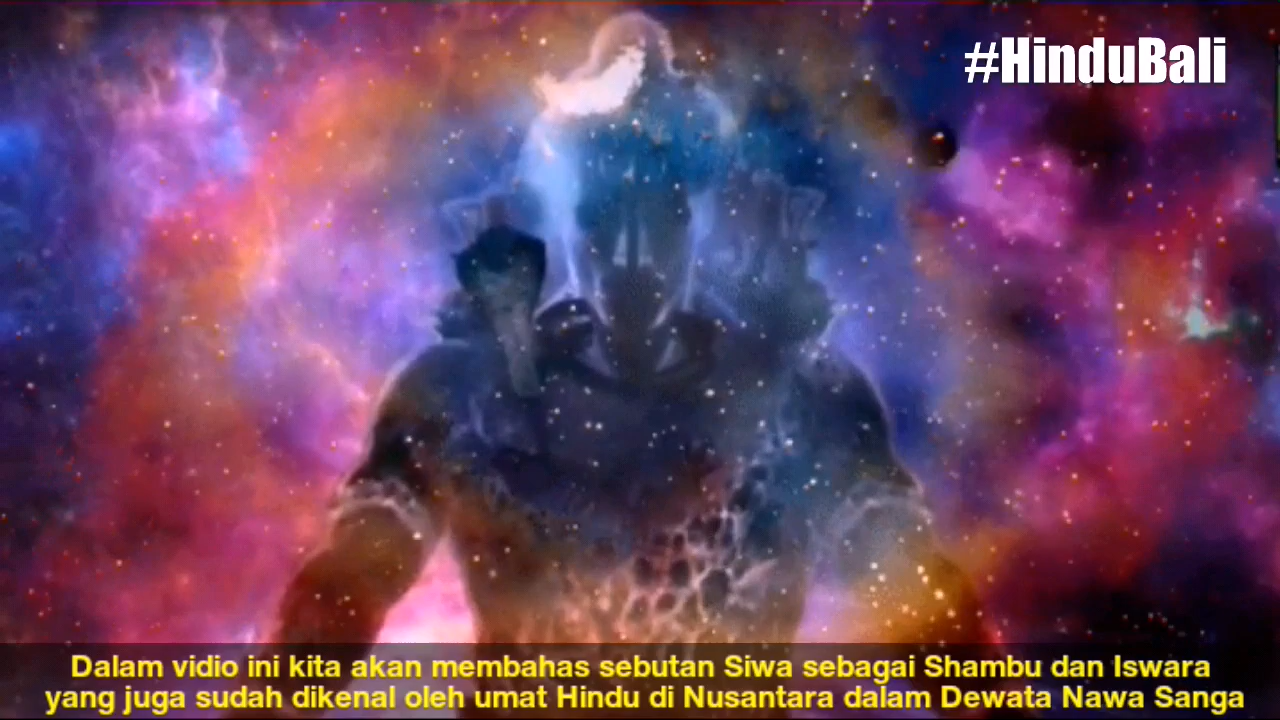 #HinduBali
Dalam vidio ini kita akan membahas sebutan Siwa sebagai Shambu dan Iswara
yang juga sudah dikenal oleh umat Hindu di Nusantara dalam Dewata Nawa Sanga